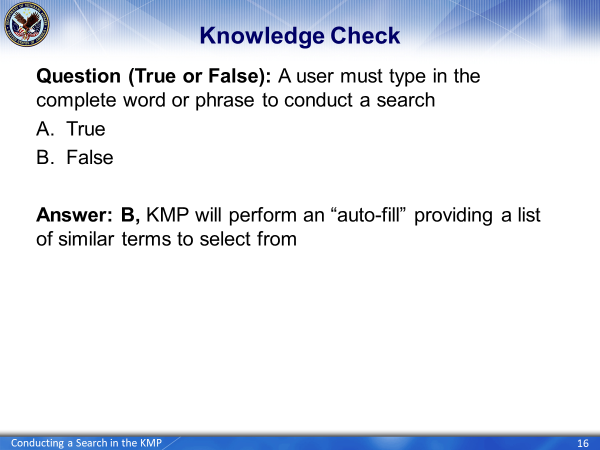 Knowledge Check
Question (True or False): A user must type in the
complete word or phrase to conduct a search
A. True
B. False
Answer: B, KMP will perform an “auto-fill” providing a list
of similar terms to select from
Conducting a Search in the KMP
16